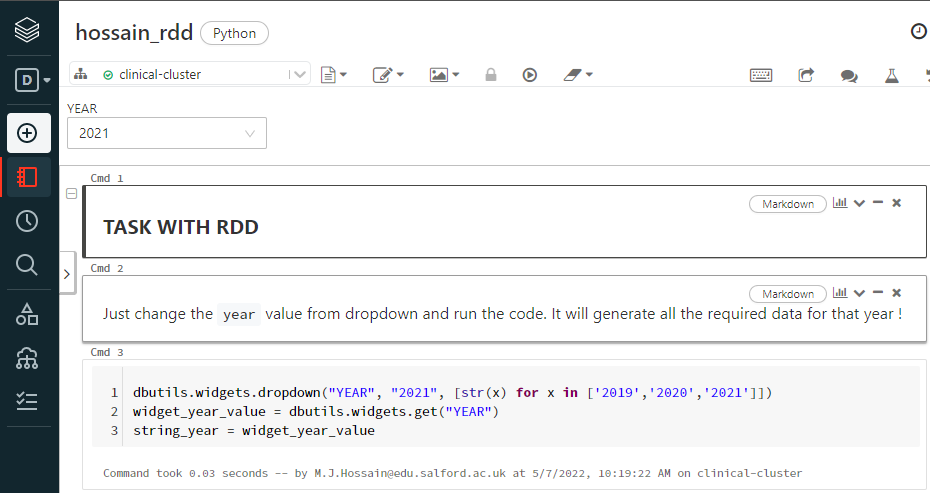 hossain_rdd Python
D
clinical-cluster
YEAR
2021
Cmd 1
Markdown
TASK WITH RDD
Cmd 2
Markdown
Just change the year value from dropdown and run the code. It will generate all the required data for that year !
Cmd 3
1 dbutils.widgets.dropdown("YEAR", "2021", [str(x) for x in ['2019','2020','2021']])
2 widget_year_value = dbutils.widgets.get("YEAR")
3 string_year = widget_year_value
Command took 0.03 seconds -- by M.J.Hossain@edu.salford.ac.uk at 5/7/2022, 10:19:22 AM on clinical-cluster